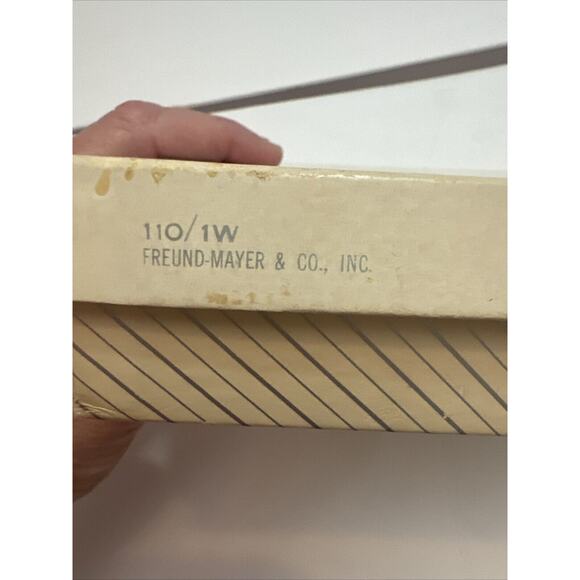 110/1W
FREUND-MAYER & CO., INC.